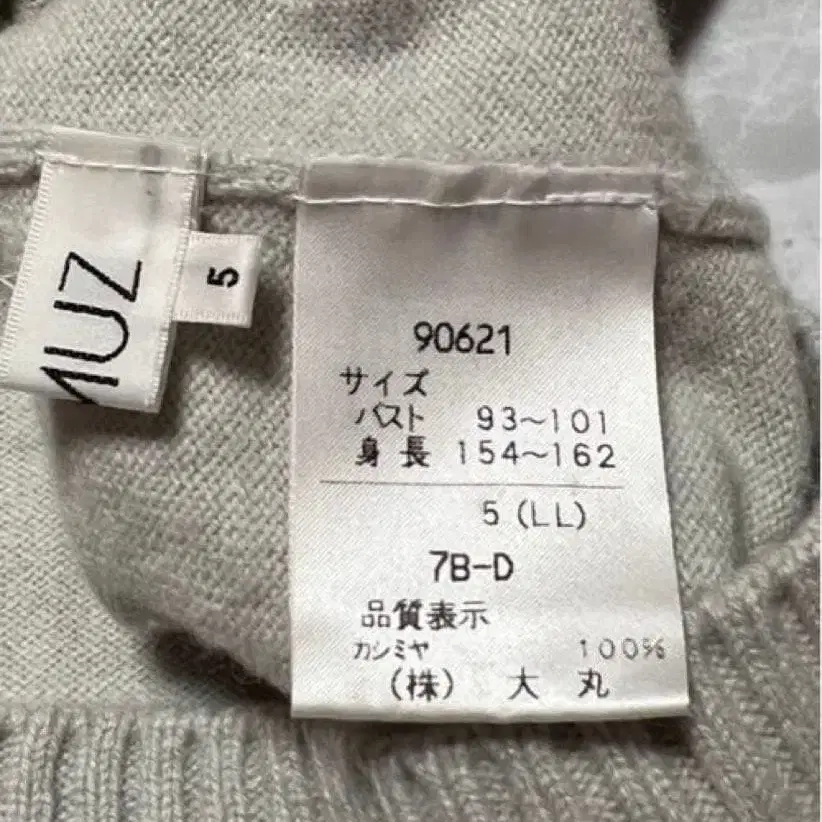 5
90621
サイズ
バスト 93〜101
身長 154〜162
5(LL)
7B-D
品質表示
カシミヤ 100%
(株) 大丸